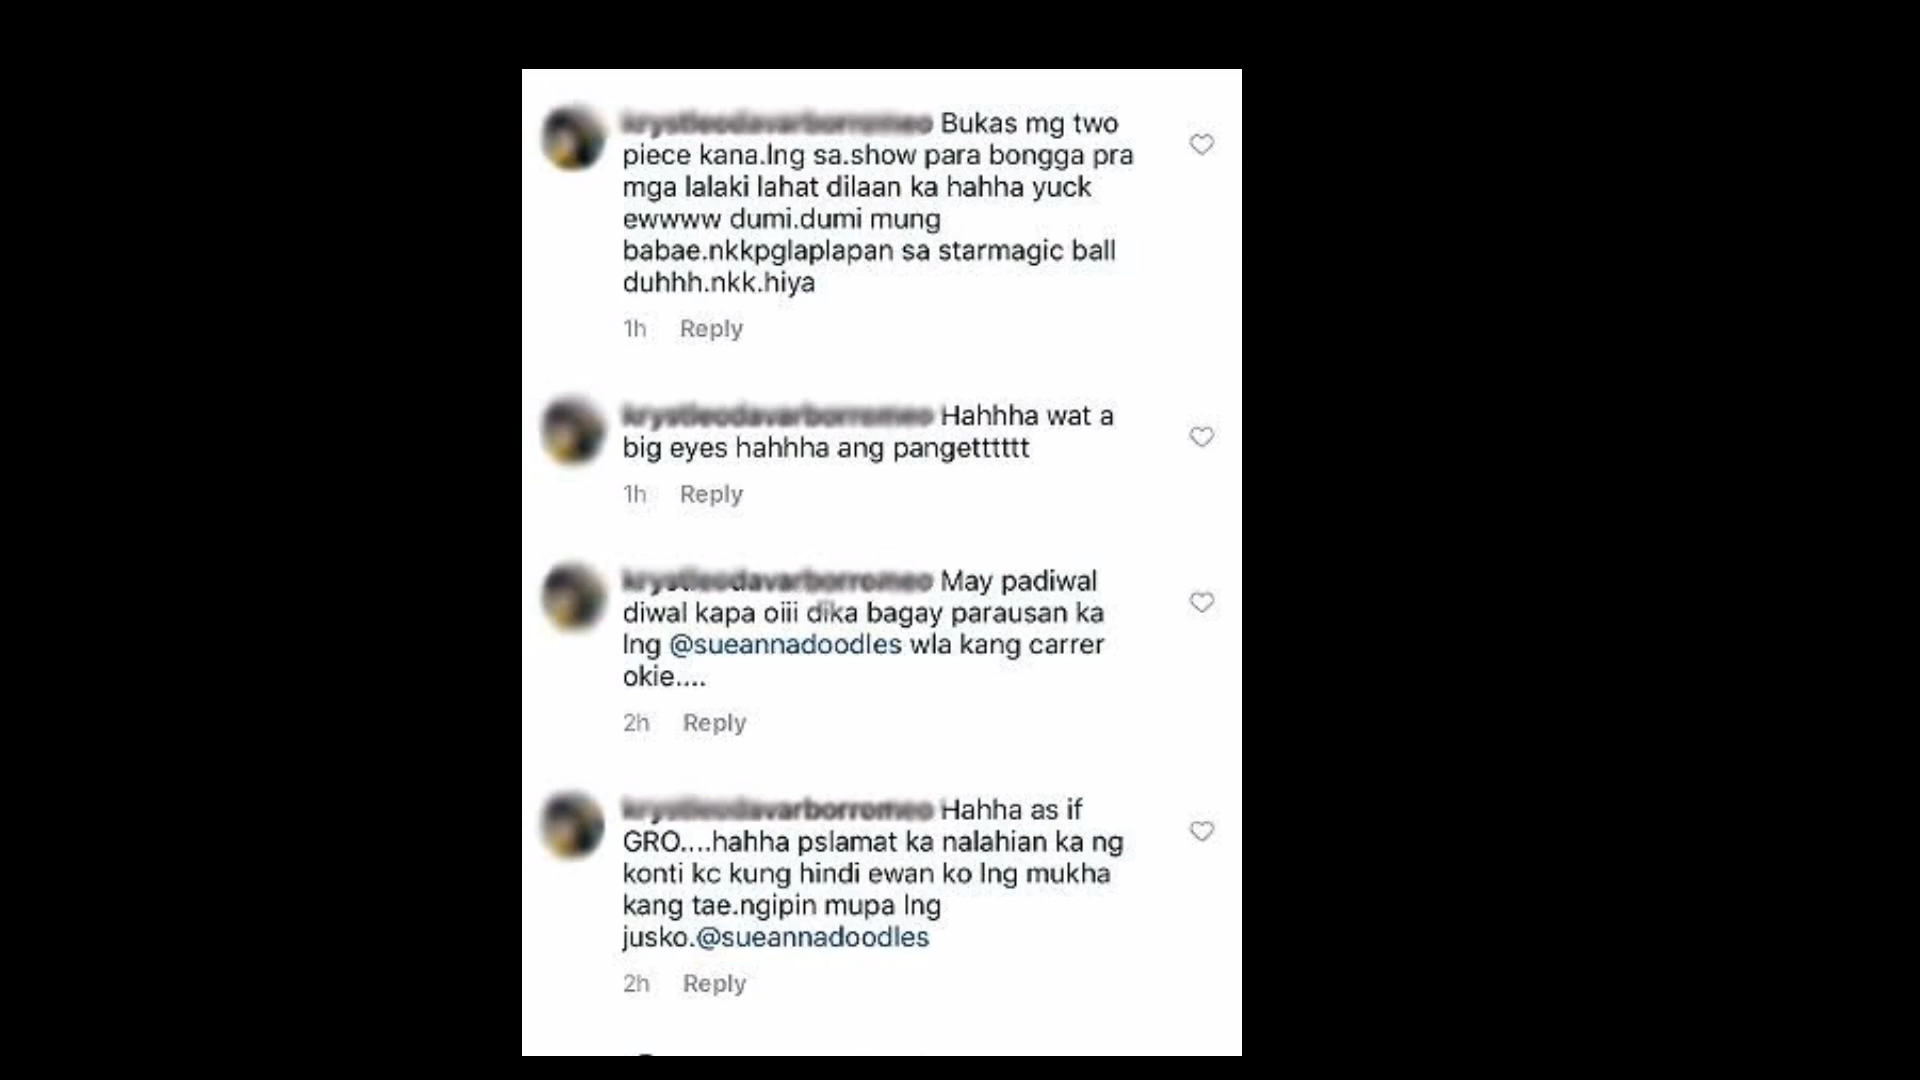 Bukas mg two
piece kana.lng sa.show para bongga pra
mga lalaki lahat dilaan ka hahha yuck
ewwww dumi.dumi mung
babae.nkkpglaplapan sa starmagic ball
duhhh.nkk.hiya
1h Reply
Hahhha wat a
big eyes hahhha ang pangetttttt
1h Reply
May padiwal
diwal kapa oiii dika bagay parausan ka
lng @sueannadoodles wla kang carrer
okie....
2h Reply
Hahha as if
GRO....hahha pslamat ka nalahian ka ng
konti kc kung hindi ewan ko lng mukha
kang tae.ngipin mupa lng
jusko.@sueannadoodles
2h Reply